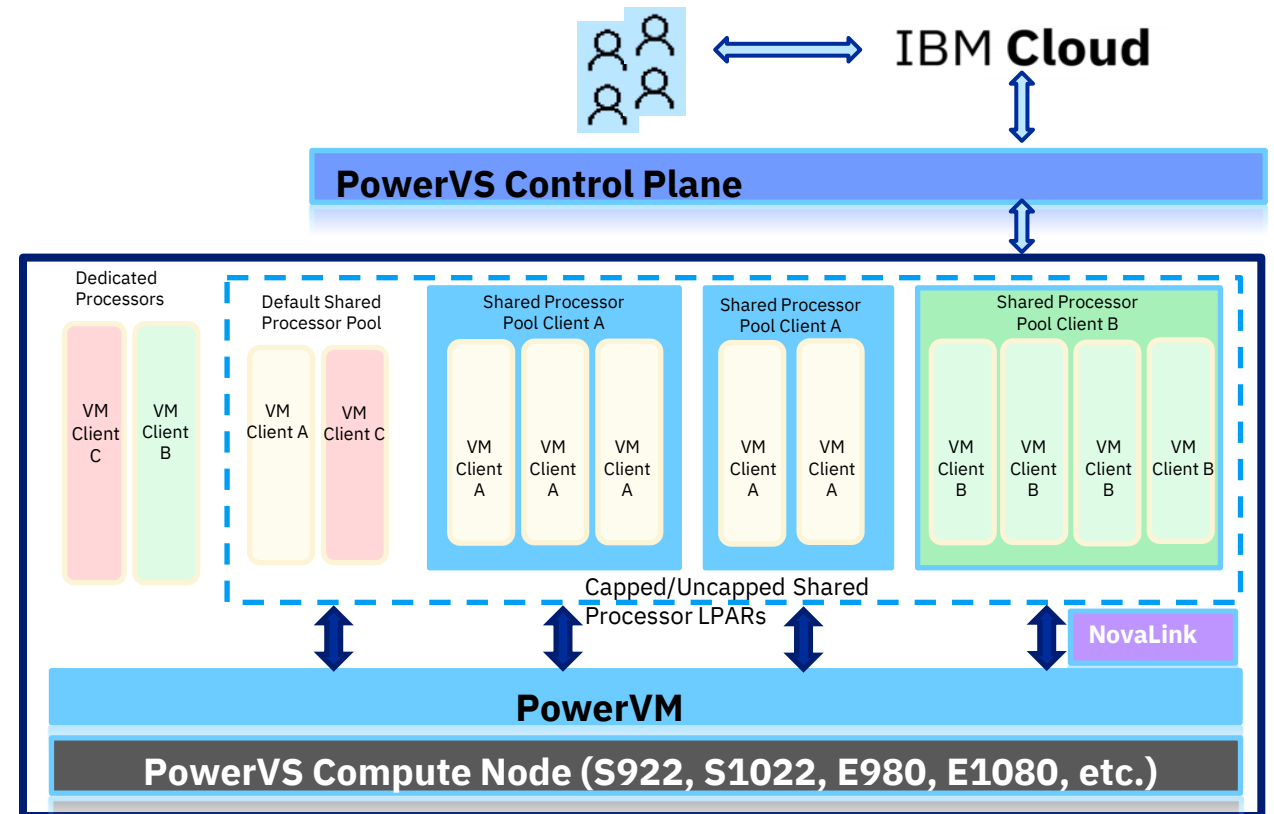 IBM Cloud
PowerVS Control Plane
Dedicated
Processors
VM
Client
C
VM
Client
B
Default Shared
Processor Pool
VM
Client A
VM
Client C
Shared Processor
Pool Client A
VM
Client
A
VM
Client
A
VM
Client
A
Shared Processor
Pool Client A
VM
Client
A
VM
Client
A
Shared Processor
Pool Client B
VM
Client
B
VM
Client
B
VM
Client
B
VM
Client B
Capped/Uncapped Shared
Processor LPARs
NovaLink
PowerVM
PowerVS Compute Node (S922, S1022, E980, E1080, etc.)